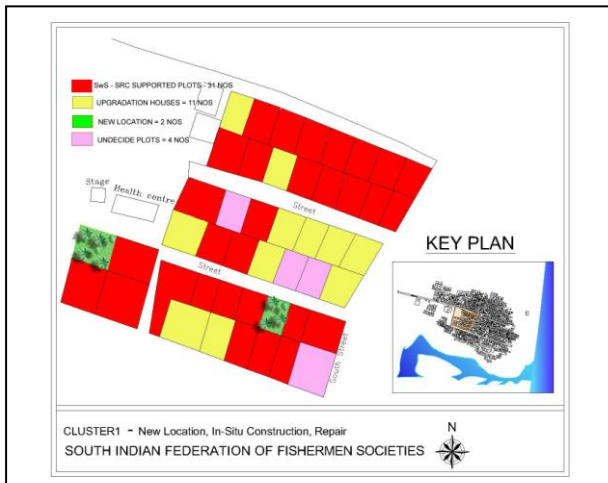 SwS - SRC SUPPORTED PLOTS - 31 NOS
UPGRADATION HOUSES = 11 NOS
NEW LOCATION = 2 NOS
UNDECIDE PLOTS = 4 NOS
Stage
Health centre
Street
Street
South Street
KEY PLAN
CLUSTER1 - New Location, In-Situ Construction, Repair
SOUTH INDIAN FEDERATION OF FISHERMEN SOCIETIES
N